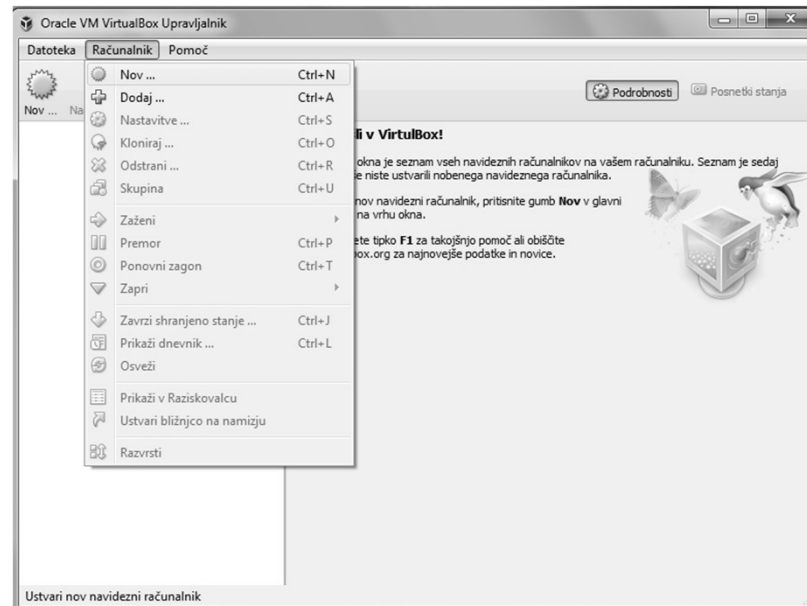 Oracle VM VirtualBox Upravljalnik
Datoteka Računalnik Pomoč
Nov ... Ctrl+N
Dodaj ... Ctrl+A
Nastavitve ... Ctrl+S
Kloniraj ... Ctrl+O
Odstrani ... Ctrl+R
Skupina Ctrl+U
Zaženi
Premor Ctrl+P
Ponovni zagon Ctrl+T
Zapri
Zavrzi shranjeno stanje ... Ctrl+J
Prikaži dnevnik ... Ctrl+L
Osveži
Prikaži v Raziskovalcu
Ustvari bližnjco na namizju
Razvrsti
Nov ... Na
Podrobnosti Posnetki stanja
li v VirtulBox!
okna je seznam vseh navideznih računalnikov na vašem računalniku. Seznam je sedaj
še niste ustvarili nobenega navideznega računalnika.
nov navidezni računalnik, pritisnite gumb Nov v glavni
na vrhu okna.
ete tipko F1 za takojšnjo pomoč ali obiščite
box.org za najnovejše podatke in novice.
Ustvari nov navidezni računalnik